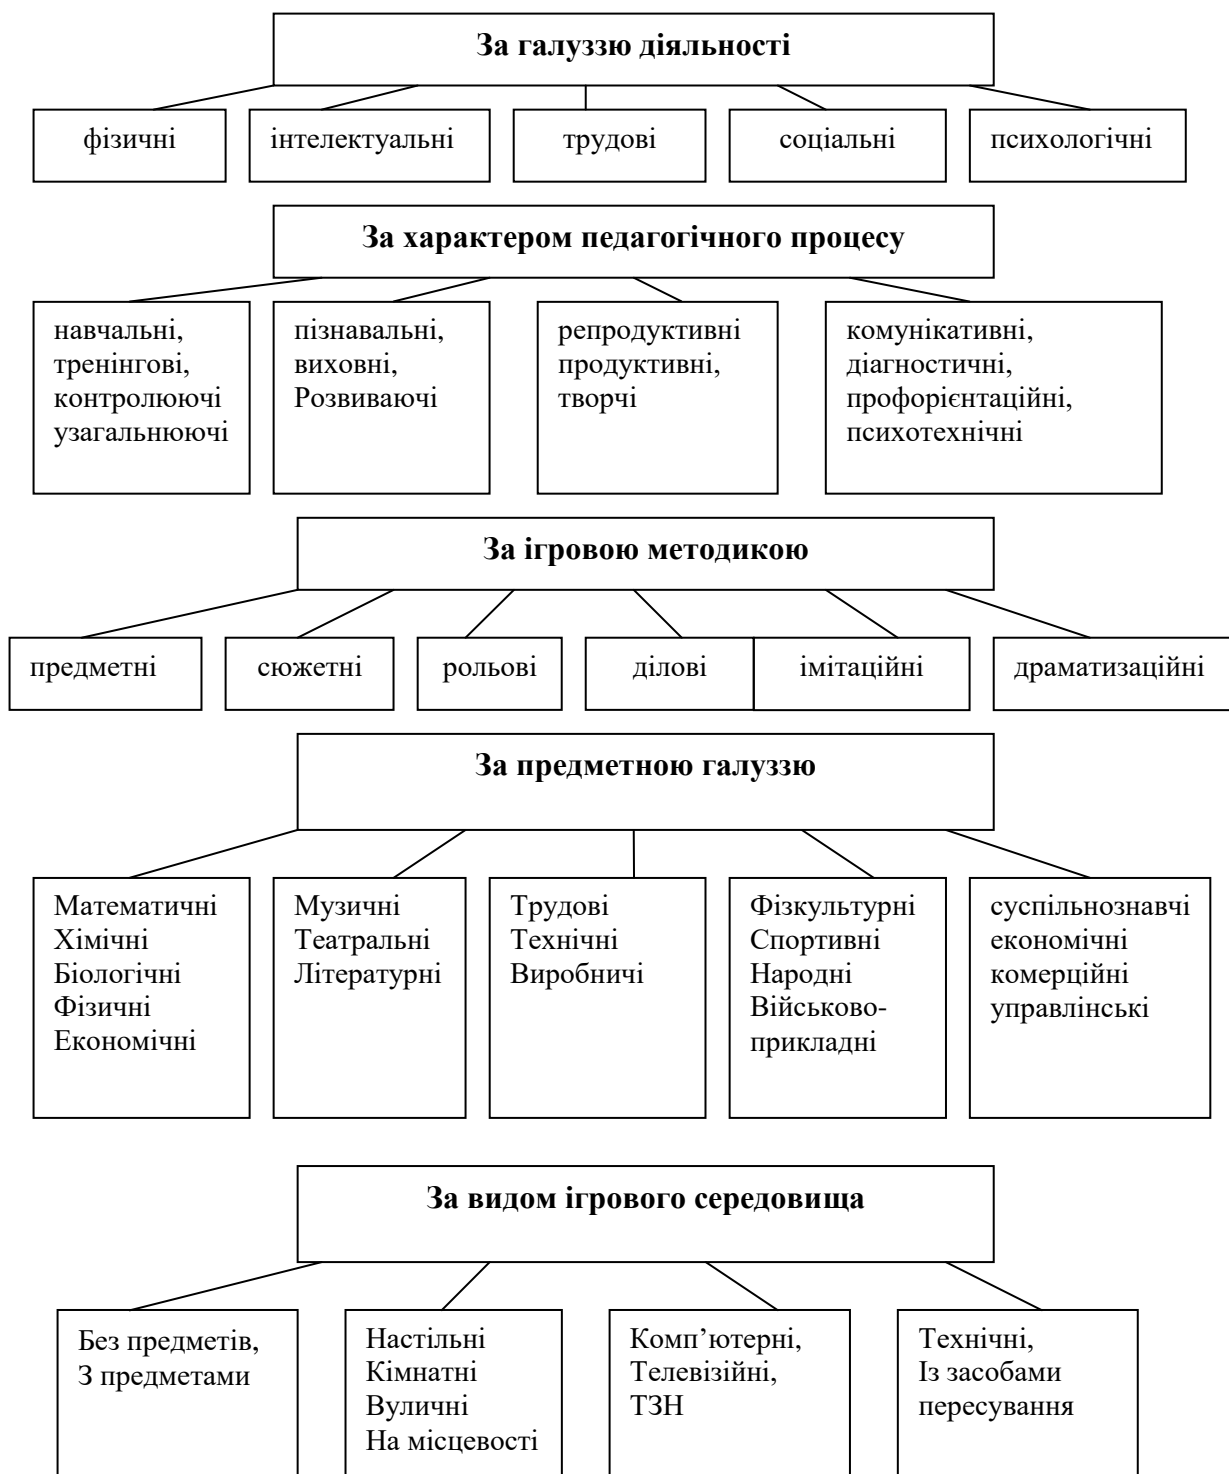 За галуззю діяльності
фізичні
інтелектуальні
трудові
соціальні
психологічні
За характером педагогічного процесу
навчальні,
тренінгові,
контролюючі
узагальнюючі
пізнавальні,
виховні,
Розвиваючі
репродуктивні
продуктивні,
творчі
комунікативні,
діагностичні,
профорієнтаційні,
психотехнічні
За ігровою методикою
предметні
сюжетні
рольові
ділові
імітаційні
драматизаційні
За предметною галуззю
Математичні
Хімічні
Біологічні
Фізичні
Економічні
Музичні
Театральні
Літературні
Трудові
Технічні
Виробничі
Фізкультурні
Спортивні
Народні
Військово-
прикладні
суспільнознавчі
економічні
комерційні
управлінські
За видом ігрового середовища
Без предметів,
З предметами
Настільні
Кімнатні
Вуличні
На місцевості
Комп’ютерні,
Телевізійні,
ТЗН
Технічні,
Із засобами
пересування